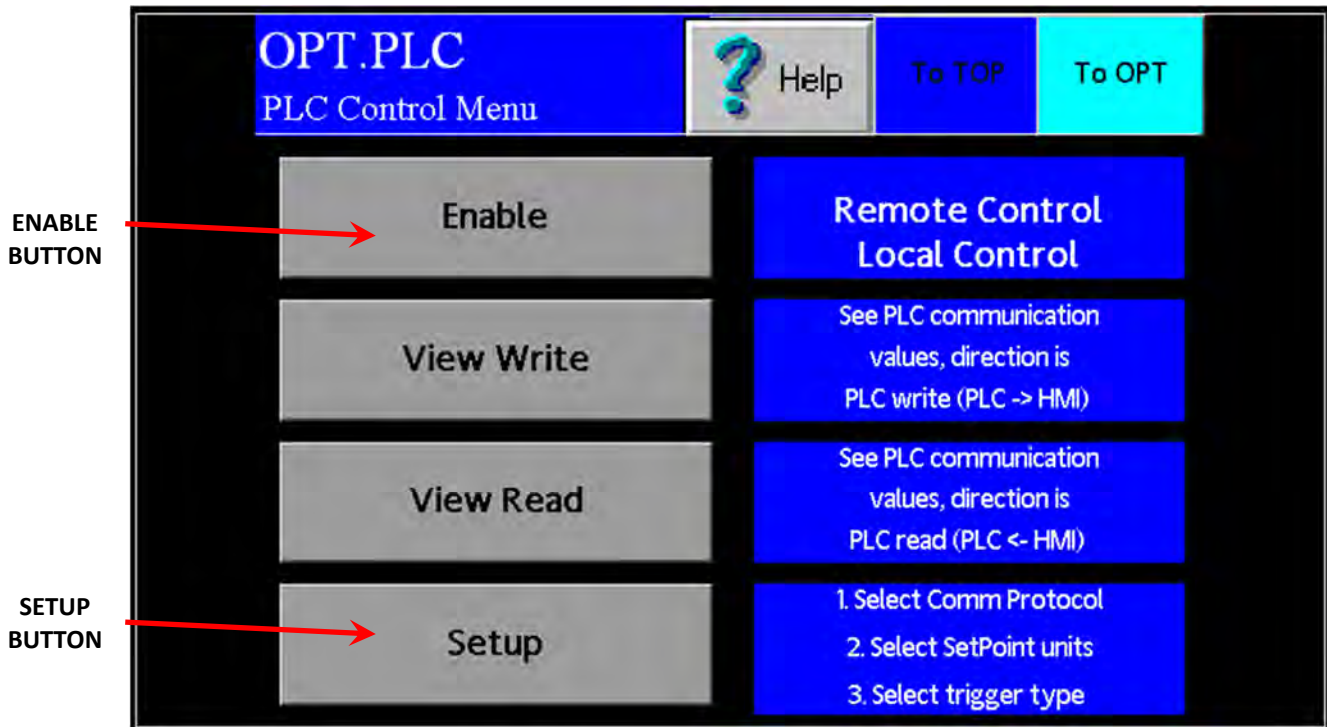 OPT.PLC
PLC Control Menu
Help
To TOP
To OPT
ENABLE
BUTTON
Enable
Remote Control
Local Control
View Write
See PLC communication
values, direction is
PLC write (PLC -> HMI)
View Read
See PLC communication
values, direction is
PLC read (PLC <- HMI)
SETUP
BUTTON
Setup
1. Select Comm Protocol
2. Select SetPoint units
3. Select trigger type